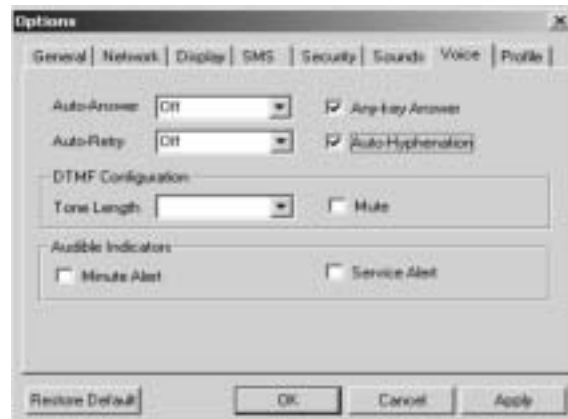 Options
General Network Display SMS Security Sounds Voice Profile
Auto-Answer Off Any-key Answer
Auto-Retry Off Auto Hyphenation
DTMF Configuration
Tone Length Mute
Audible Indicators
Minute Alert Service Alert
Restore Default OK Cancel Apply